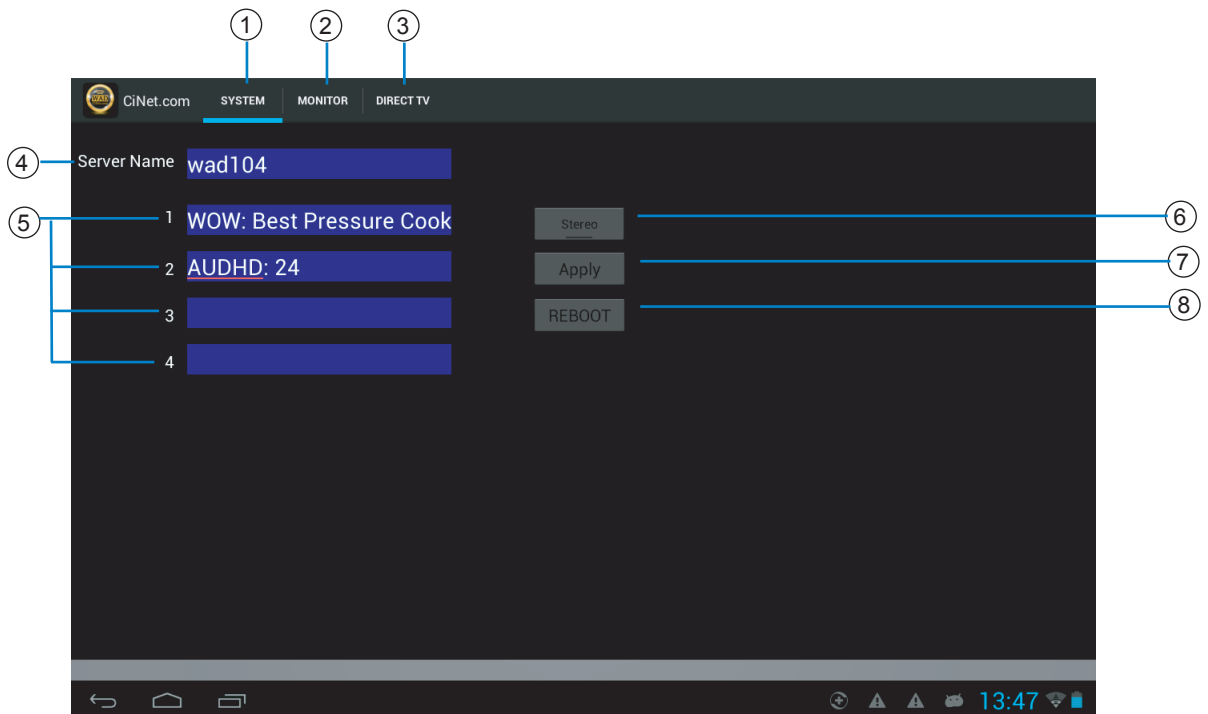 1 2 3
WAD CiNet.com SYSTEM MONITOR DIRECT TV
4 Server Name wad104
5 1 WOW: Best Pressure Cook Stereo 6
2 AUDHD: 24 Apply 7
3 REBOOT 8
4
13:47